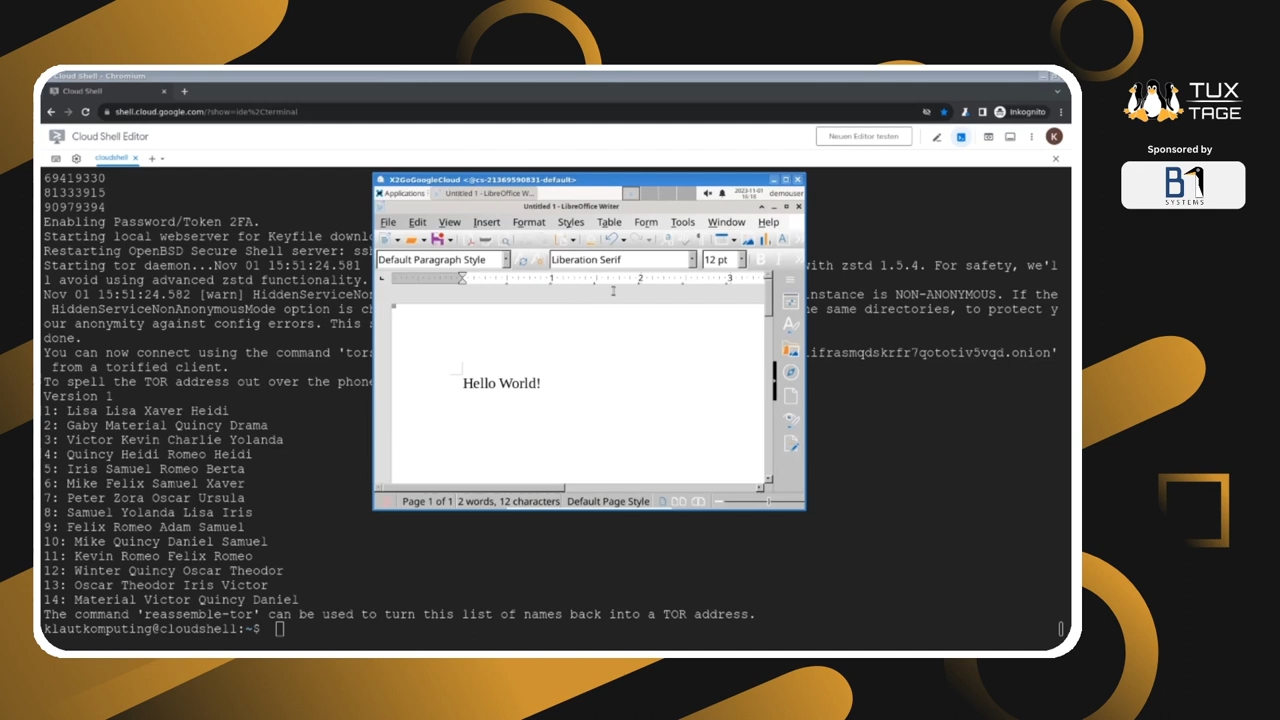 Cloud Shell - Chromium
Cloud Shell
shell.cloud.google.com/?show=ide%2Cterminal
Inkognito
Cloud Shell Editor
Neuen Editor testen
K
cloudshell
69419330
81333915
90979394
Enabling Password/Token 2FA.
Starting local webserver for Keyfile
Restarting OpenBSD Secure Shell server:
Starting tor daemon...Nov 01 15:51:24.581
with zstd 1.5.4. For safety, we'l
l avoid using advanced zstd functionality.
Nov 01 15:51:24.582 [warn]
instance is NON-ANONYMOUS. If the
HiddenServiceNonAnonymousMode option is
same directories, to protect y
our anonymity against config errors. This
done.
You can now connect using the command
ifrasmqdskrfr7qototiv5vqd.onion'
from a torified client.
To spell the TOR address out over the phone
Version 1
1: Lisa Lisa Xaver Heidi
2: Gaby Material Quincy Drama
3: Victor Kevin Charlie Yolanda
4: Quincy Heidi Romeo Heidi
5: Iris Samuel Romeo Berta
6: Mike Felix Samuel Xaver
7: Peter Zora Oscar Ursula
8: Samuel Yolanda Lisa Iris
9: Felix Romeo Adam Samuel
10: Mike Quincy Daniel Samuel
11: Kevin Romeo Felix Romeo
12: Winter Quincy Oscar Theodor
13: Oscar Theodor Iris Victor
14: Material Victor Quincy Daniel
The command 'reassemble-tor' can be used to turn this list of names back into a TOR address.
klautkomputing@cloudshell:~$
X2GoGoogleCloud <@cs-21369590831-default>
Applications
Untitled 1 - LibreOffice W...
2023-11-01
demouser
Untitled 1 - LibreOffice Writer
File Edit View Insert Format Styles Table Form Tools Window Help
Default Paragraph Style
Liberation Serif
12 pt
1 2 3
Hello World!
Page 1 of 1
2 words, 12 characters
Default Page Style
TUX
TAGE
Sponsored by
B1
SYSTEMS